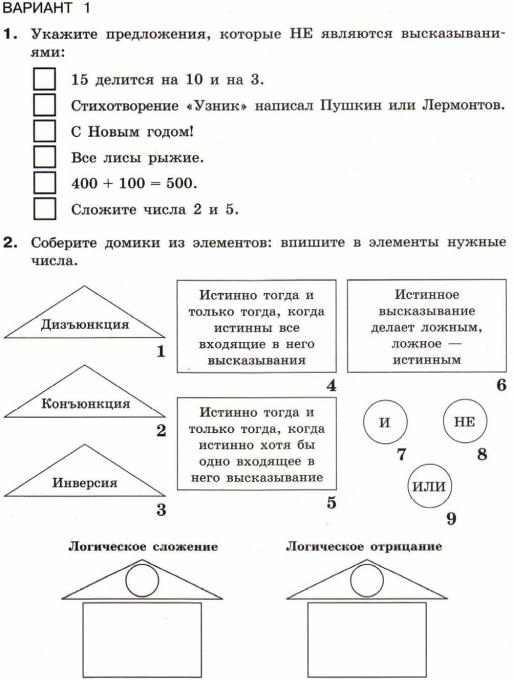 ВАРИАНТ 1
1. Укажите предложения, которые НЕ являются высказывани-
ями:
15 делится на 10 и на 3.
Стихотворение «Узник» написал Пушкин или Лермонтов.
С Новым годом!
Все лисы рыжие.
400 + 100 = 500.
Сложите числа 2 и 5.
2. Соберите домики из элементов: впишите в элементы нужные
числа.
Дизъюнкция
1
Конъюнкция
2
Инверсия
3
Истинно тогда и
только тогда, когда
истинны все
входящие в него
высказывания
4
Истинно тогда и
только тогда, когда
истинно хотя бы
одно входящее в
него высказывание
5
Истинное
высказывание
делает ложным,
ложное —
истинным
6
И
7
НЕ
8
ИЛИ
9
Логическое сложение
Логическое отрицание